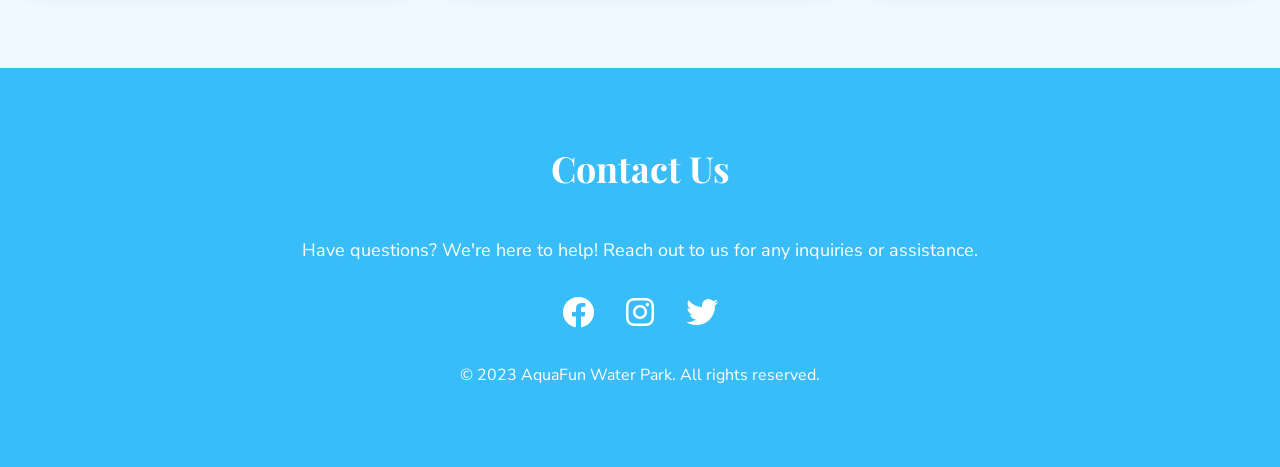 Contact Us
Have questions? We're here to help! Reach out to us for any inquiries or assistance.
© 2023 AquaFun Water Park. All rights reserved.